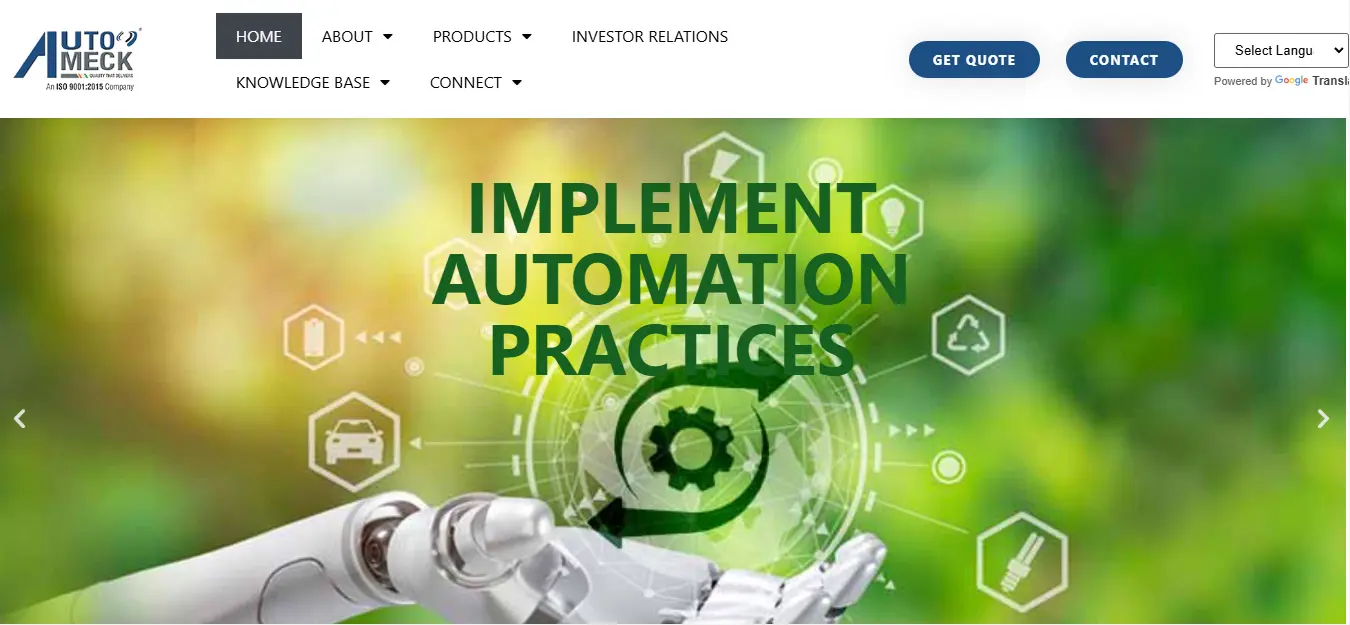 AUTO
MECK
QUALITY THAT DELIVERS
An ISO 9001:2015 Company
HOME
ABOUT
PRODUCTS
INVESTOR RELATIONS
KNOWLEDGE BASE
CONNECT
GET QUOTE
CONTACT
Select Langu
Powered by Google Transla
IMPLEMENT
AUTOMATION
PRACTICES